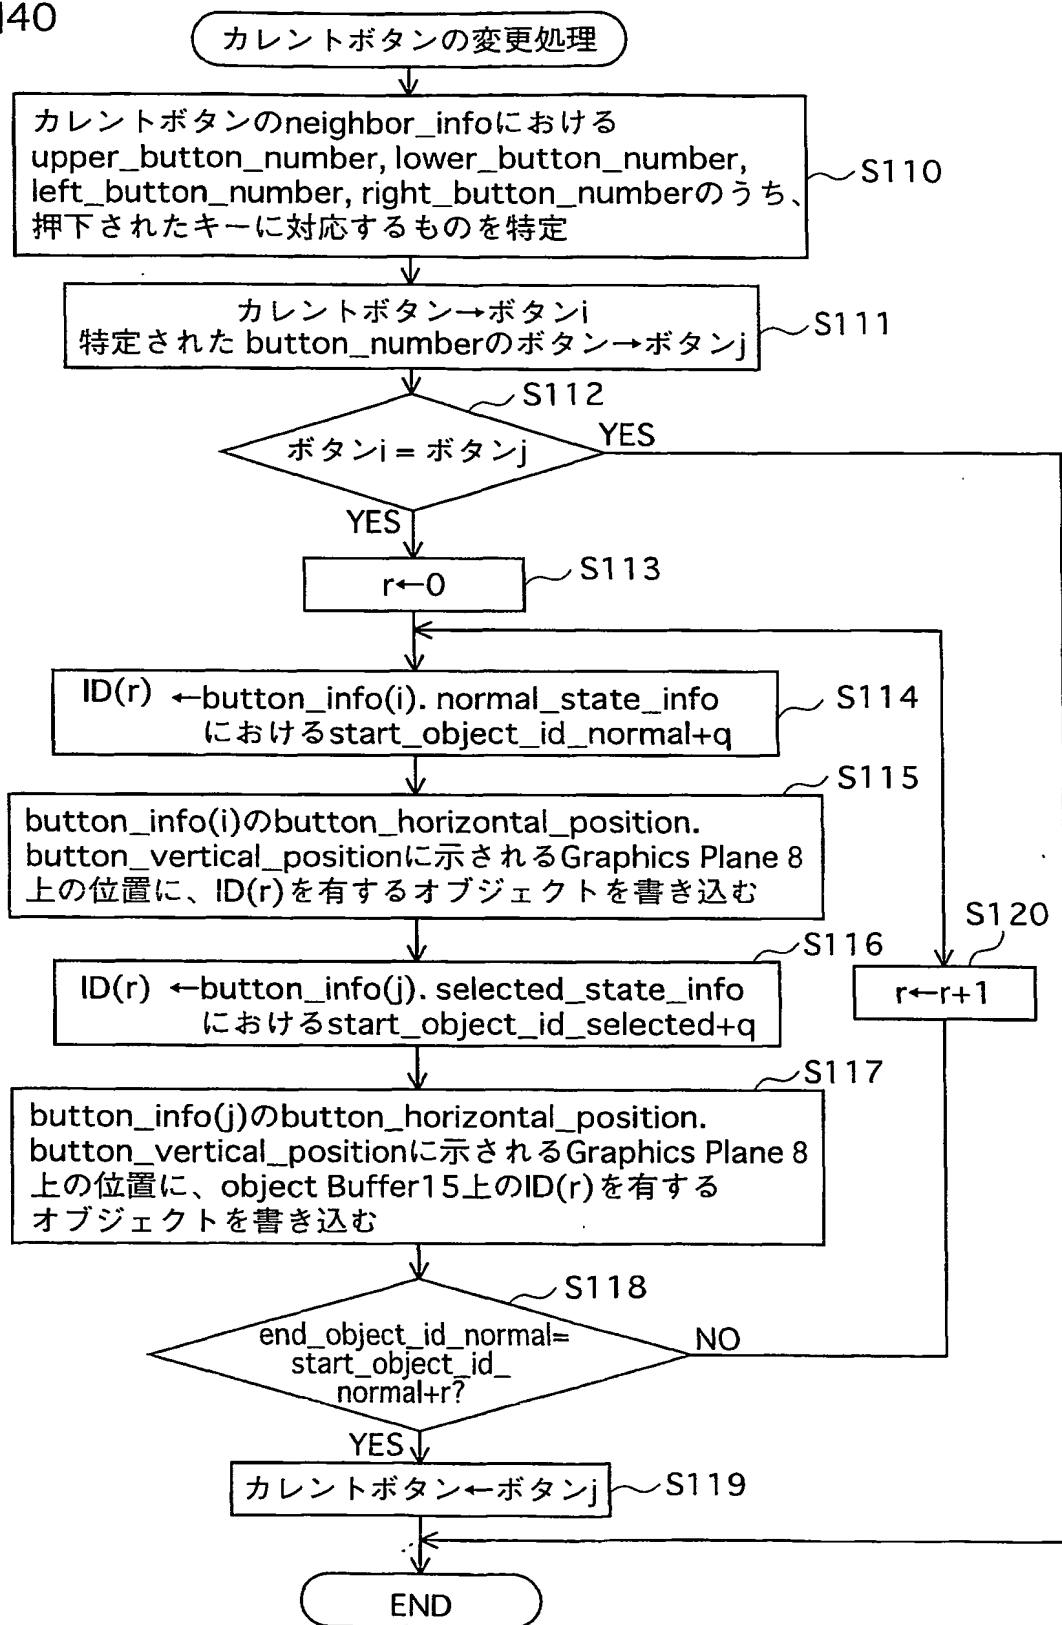 40
カレントボタンの変更処理
カレントボタンのneighbor_infoにおける
upper_button_number, lower_button_number,
left_button_number, right_button_numberのうち、
押下されたキーに対応するものを特定
S110
カレントボタン→ボタンi
特定された button_numberのボタン→ボタンj
S111
S112
ボタンi = ボタンj
YES
YES
r←0
S113
ID(r) ←button_info(i). normal_state_info
におけるstart_object_id_normal+q
S114
S115
button_info(i)のbutton_horizontal_position.
button_vertical_positionに示されるGraphics Plane 8
上の位置に、ID(r)を有するオブジェクトを書き込む
S116
S120
ID(r) ←button_info(j). selected_state_info
におけるstart_object_id_selected+q
r←r+1
S117
button_info(j)のbutton_horizontal_position.
button_vertical_positionに示されるGraphics Plane 8
上の位置に、object Buffer15上のID(r)を有する
オブジェクトを書き込む
S118
end_object_id_normal=
start_object_id_
normal+r?
NO
YES
カレントボタン←ボタンj
S119
END